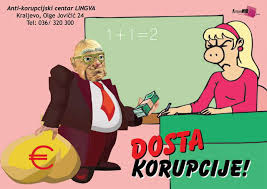 Anti-korupcijski centar LINGVA
Kraljevo, Olge Jovičić 24
Tel: 036/ 320 300
1+1=2
€
DOSTA
KORUPCIJE!